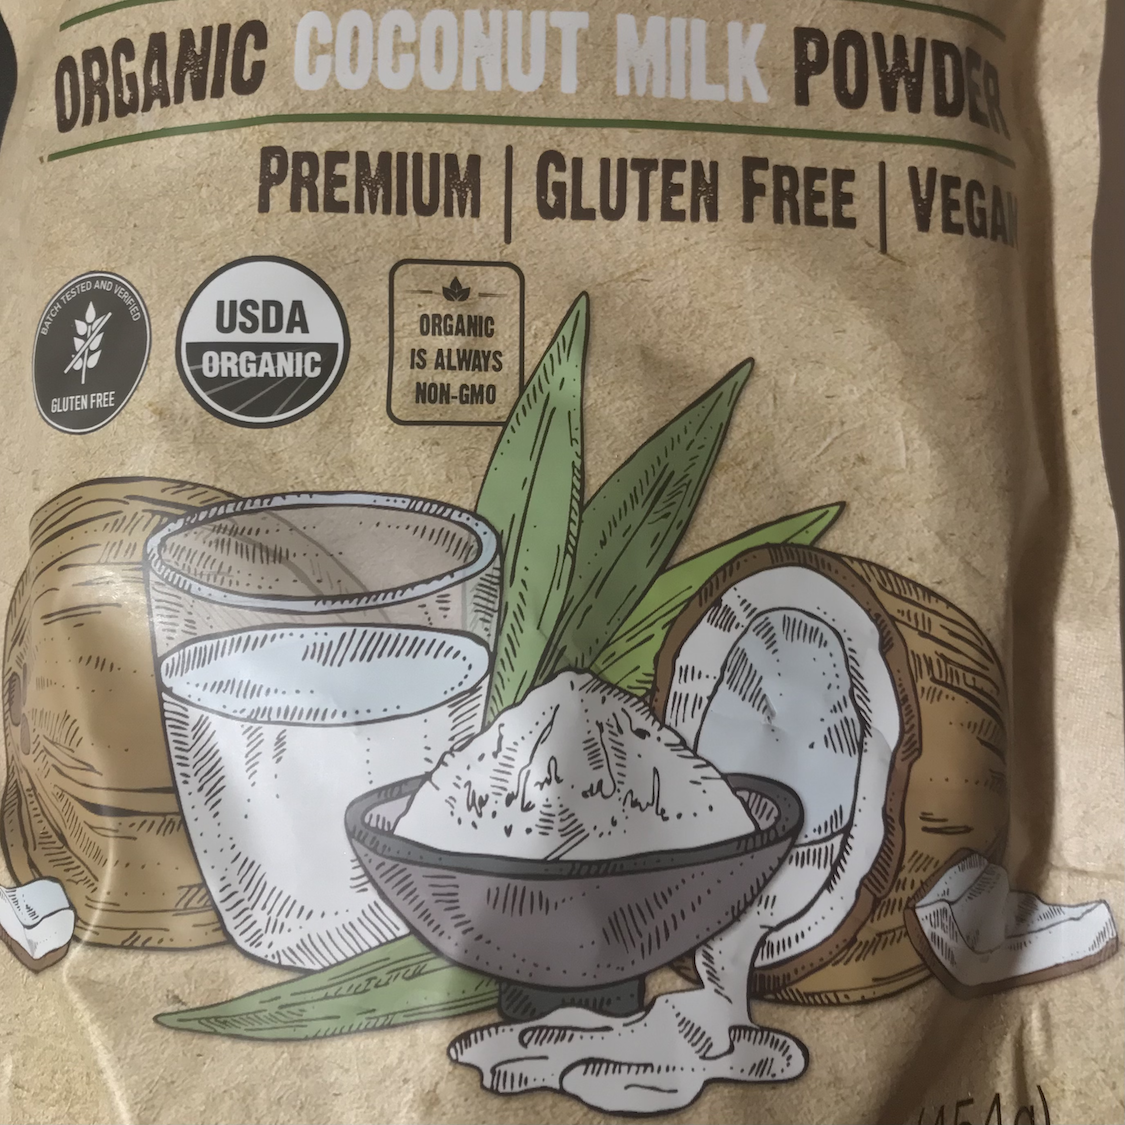 ORGANIC COCONUT MILK POWDER
PREMIUM | GLUTEN FREE | VEGAN
BATCH TESTED AND VERIFIED
GLUTEN FREE
USDA
ORGANIC
ORGANIC
IS ALWAYS
NON-GMO
(454g)